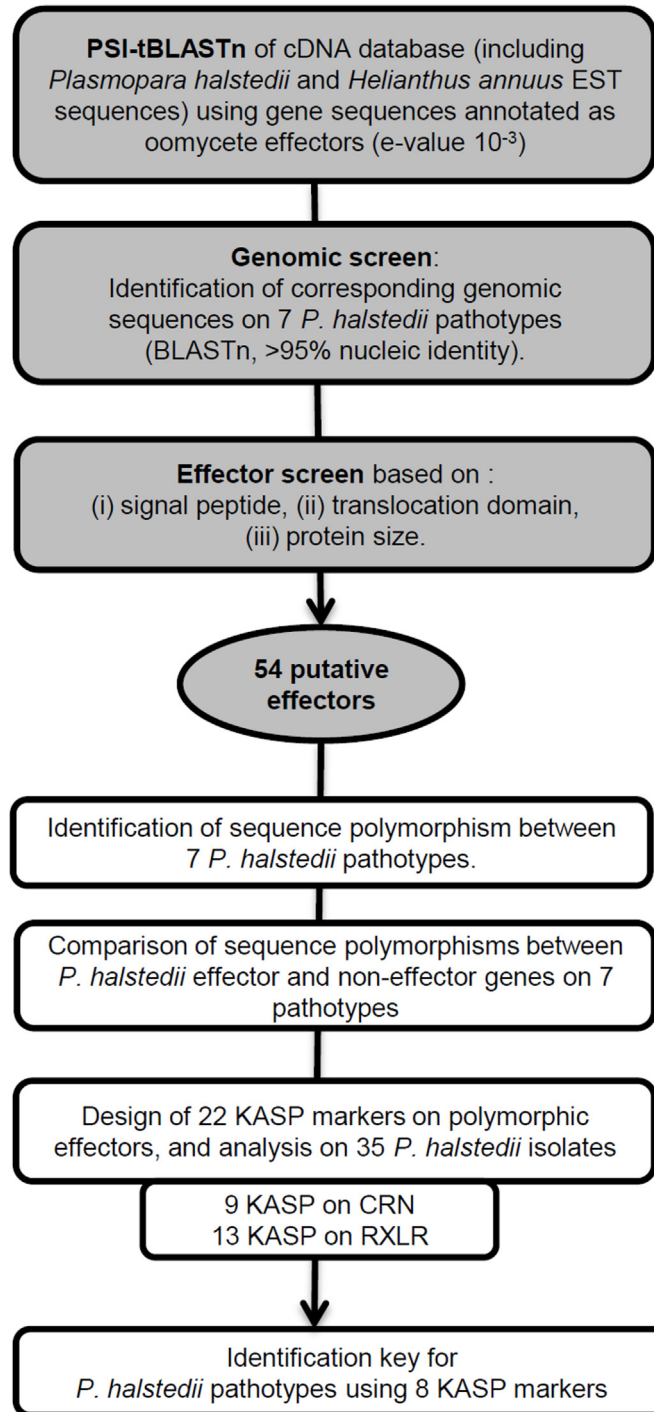 PSI-tBLASTn of cDNA database (including
Plasmopara halstedii and Helianthus annuus EST
sequences) using gene sequences annotated as
oomycete effectors (e-value 10⁻³)
Genomic screen:
Identification of corresponding genomic
sequences on 7 P. halstedii pathotypes
(BLASTn, >95% nucleic identity).
Effector screen based on :
(i) signal peptide, (ii) translocation domain,
(iii) protein size.
54 putative
effectors
Identification of sequence polymorphism between
7 P. halstedii pathotypes.
Comparison of sequence polymorphisms between
P. halstedii effector and non-effector genes on 7
pathotypes
Design of 22 KASP markers on polymorphic
effectors, and analysis on 35 P. halstedii isolates
9 KASP on CRN
13 KASP on RXLR
Identification key for
P. halstedii pathotypes using 8 KASP markers